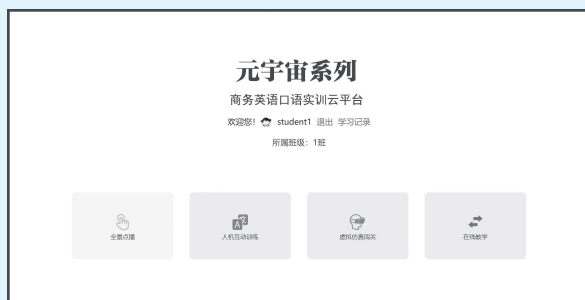 元宇宙系列
商务英语口语实训云平台
欢迎您! student1 退出 学习记录
所属班级：1班
全景点播
人机互动训练
虚拟仿真闯关
在线教学